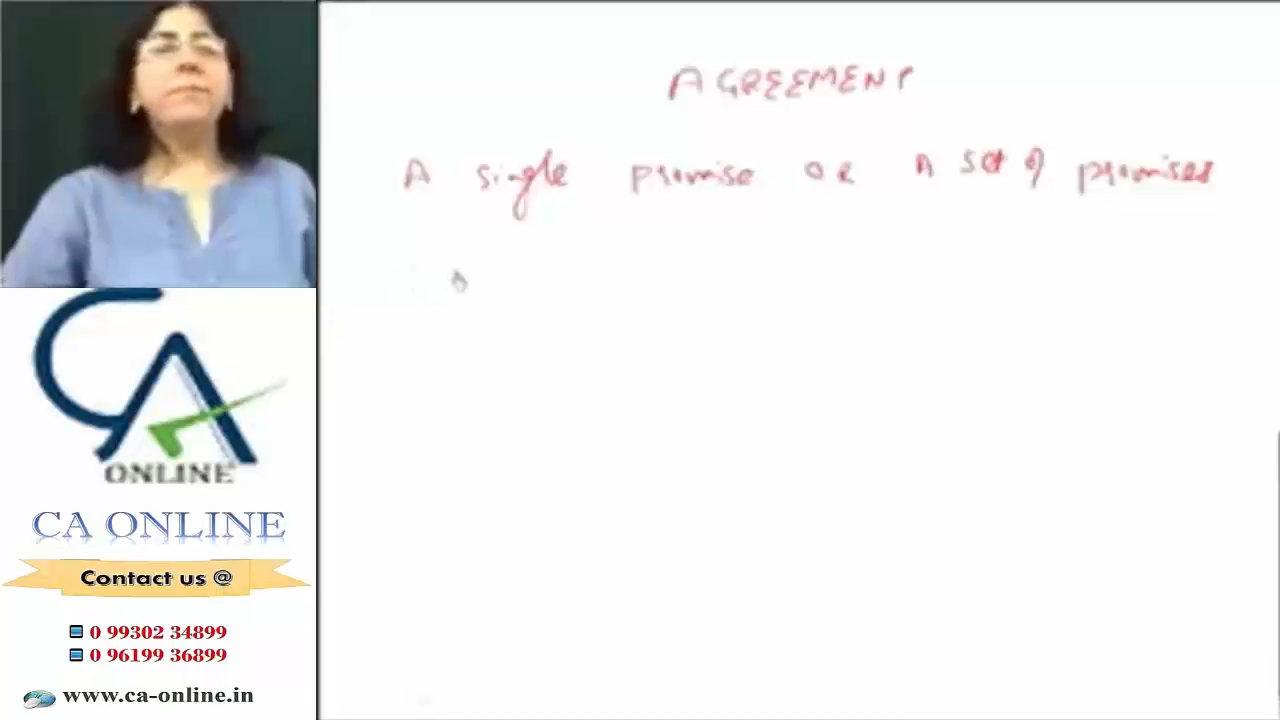 AGREEMENT
A single promise OR A set of promises
CA
ONLINE
CA ONLINE
Contact us @
0 99302 34899
0 96199 36899
www.ca-online.in